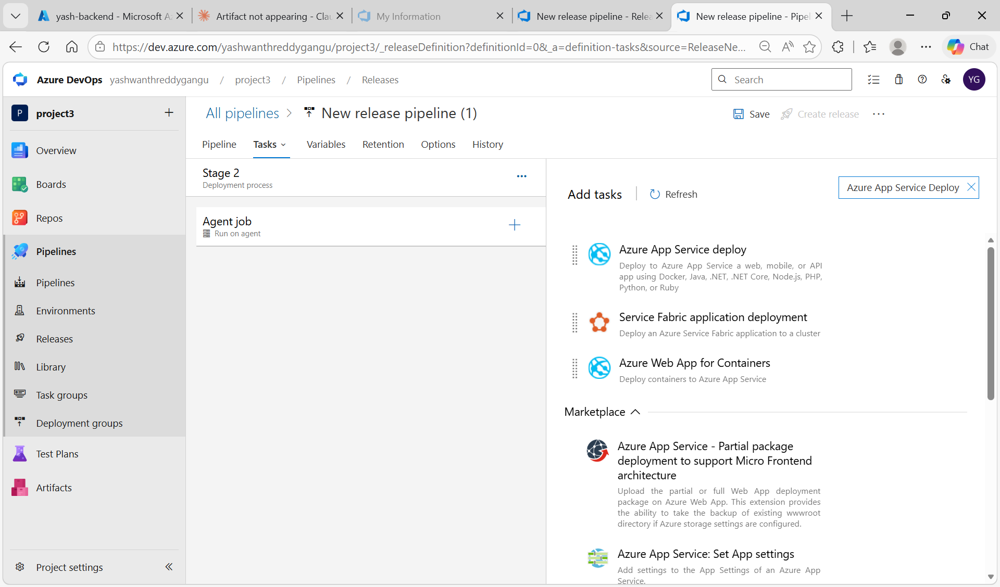 yash-backend - Microsoft Az
Artifact not appearing - Clau
My Information
New release pipeline - Relea
New release pipeline - Pipel
https://dev.azure.com/yashwanthreddygangu/project3/_releaseDefinition?definitionId=0&_a=definition-tasks&source=ReleaseNe...
Chat
Azure DevOps
yashwanthreddygangu / project3 / Pipelines / Releases
Search
YG
P
project3
All pipelines
New release pipeline (1)
Save
Create release
Overview
Boards
Repos
Pipelines
Pipelines
Environments
Releases
Library
Task groups
Deployment groups
Test Plans
Artifacts
Project settings
Pipeline
Tasks
Variables
Retention
Options
History
Stage 2
Deployment process
Agent job
Run on agent
Add tasks
Refresh
Azure App Service Deploy
Azure App Service deploy
Deploy to Azure App Service a web, mobile, or API
app using Docker, Java, .NET, .NET Core, Node.js, PHP,
Python, or Ruby
Service Fabric application deployment
Deploy an Azure Service Fabric application to a cluster
Azure Web App for Containers
Deploy containers to Azure App Service
Marketplace
Azure App Service - Partial package
deployment to support Micro Frontend
architecture
Upload the partial or full Web App deployment
package on Azure Web App. This extension provides
the ability to take the backup of existing wwwroot
directory if Azure storage settings are configured.
Azure App Service: Set App settings
Add settings to the App Settings of an Azure App
Service.